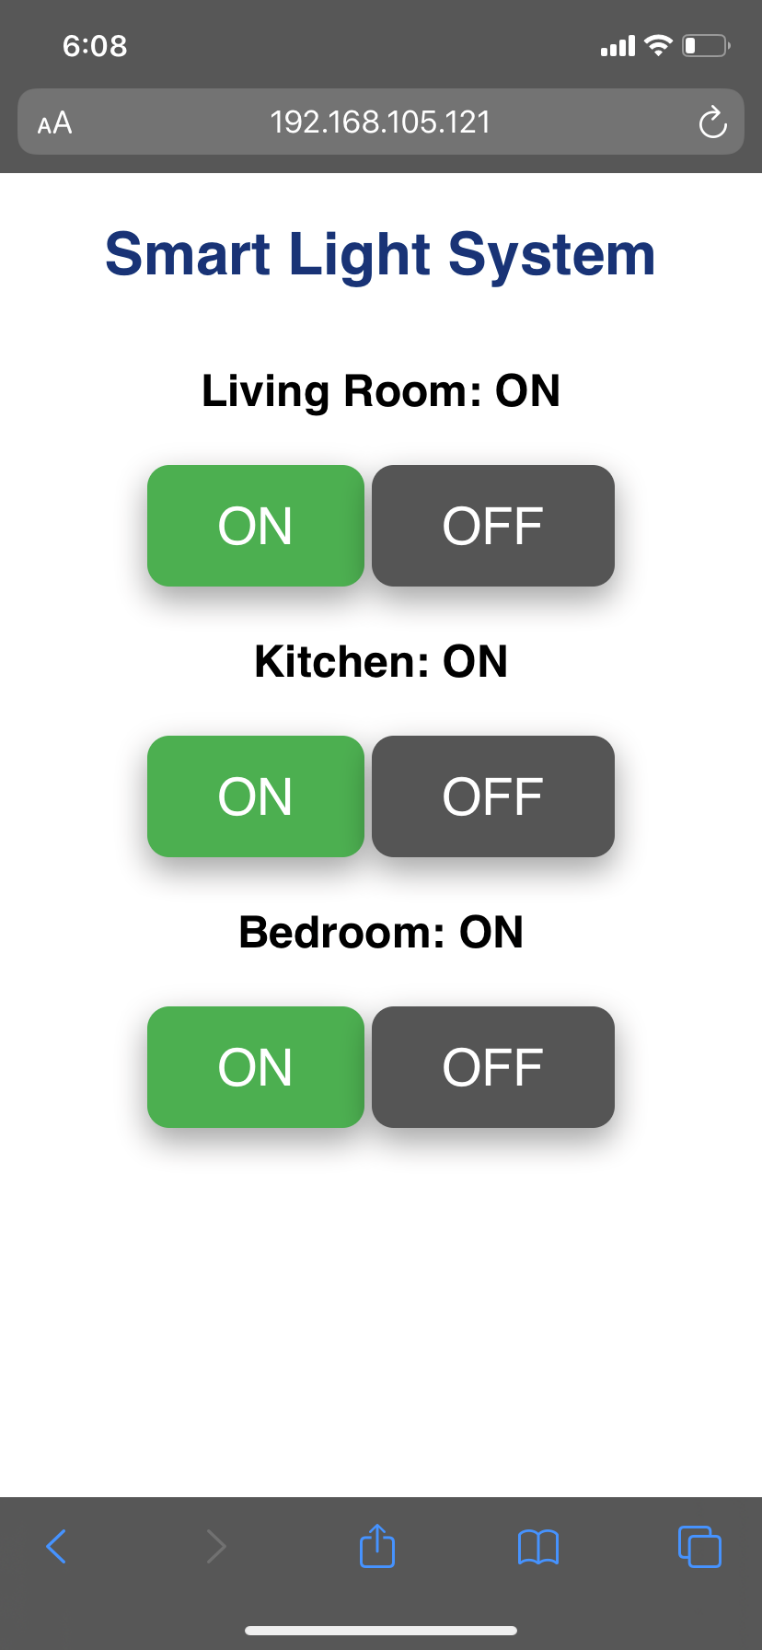 6:08
AA 192.168.105.121
Smart Light System
Living Room: ON
ON OFF
Kitchen: ON
ON OFF
Bedroom: ON
ON OFF